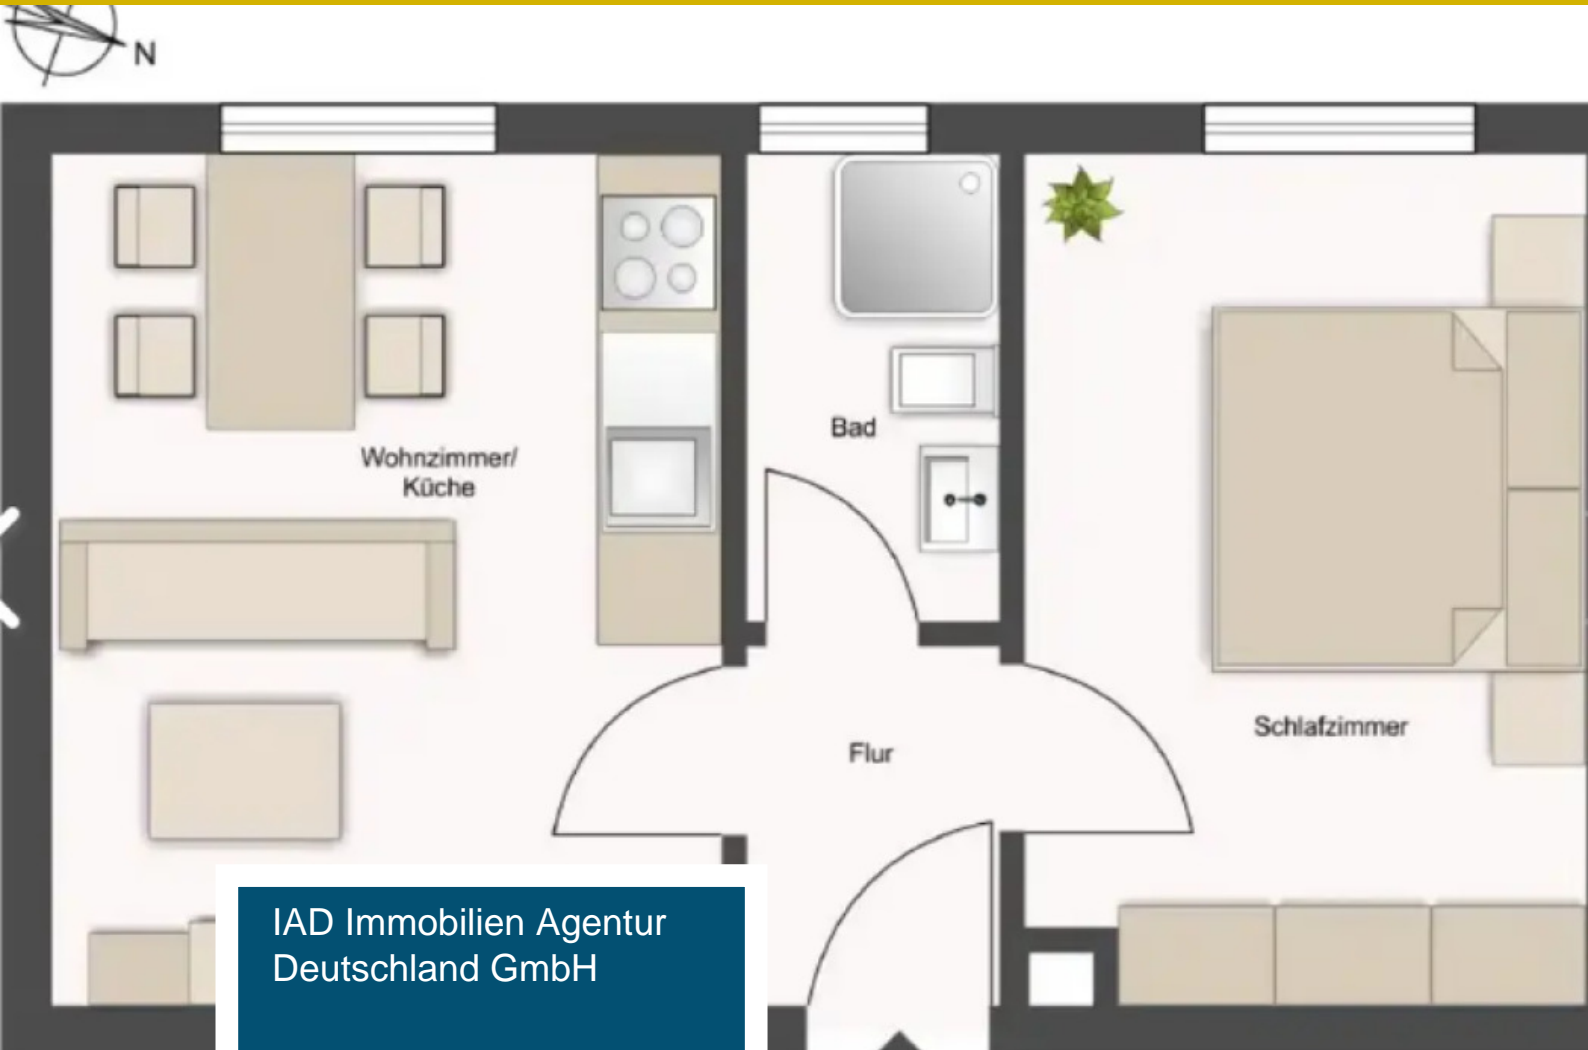 N
Wohnzimmer/
Küche
Bad
Flur
Schlafzimmer
IAD Immobilien Agentur
Deutschland GmbH